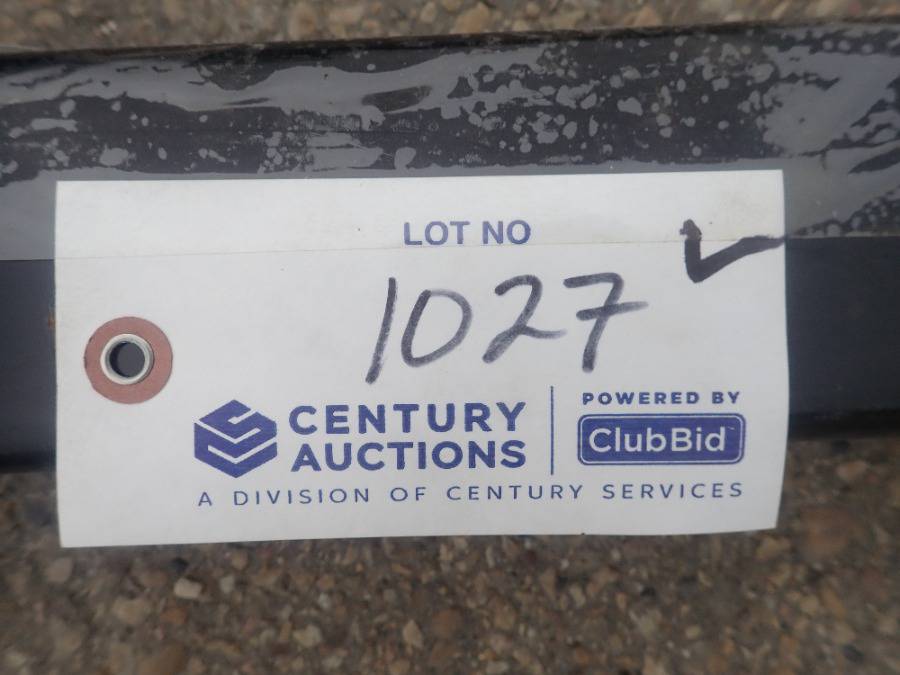 LOT NO
1027
CENTURY AUCTIONS
POWERED BY
ClubBid
A DIVISION OF CENTURY SERVICES